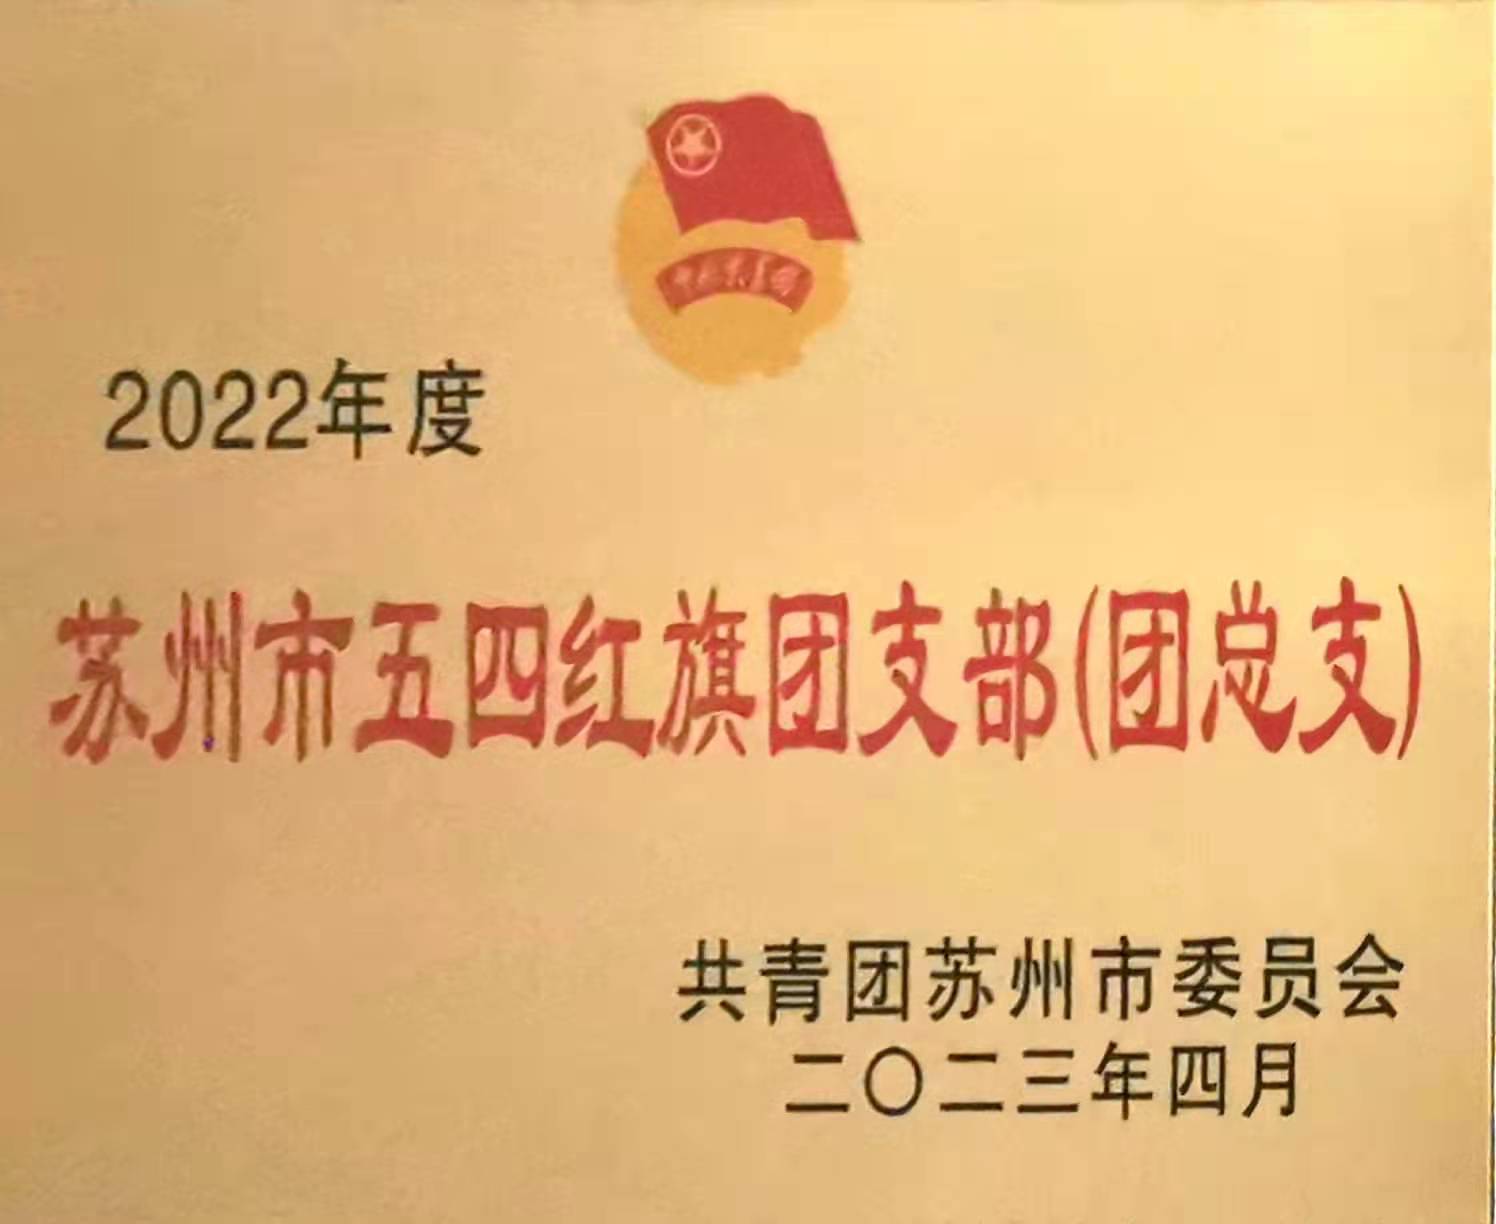 2022年度
苏州市五四红旗团支部(团总支)
共青团苏州市委员会
二〇二三年四月